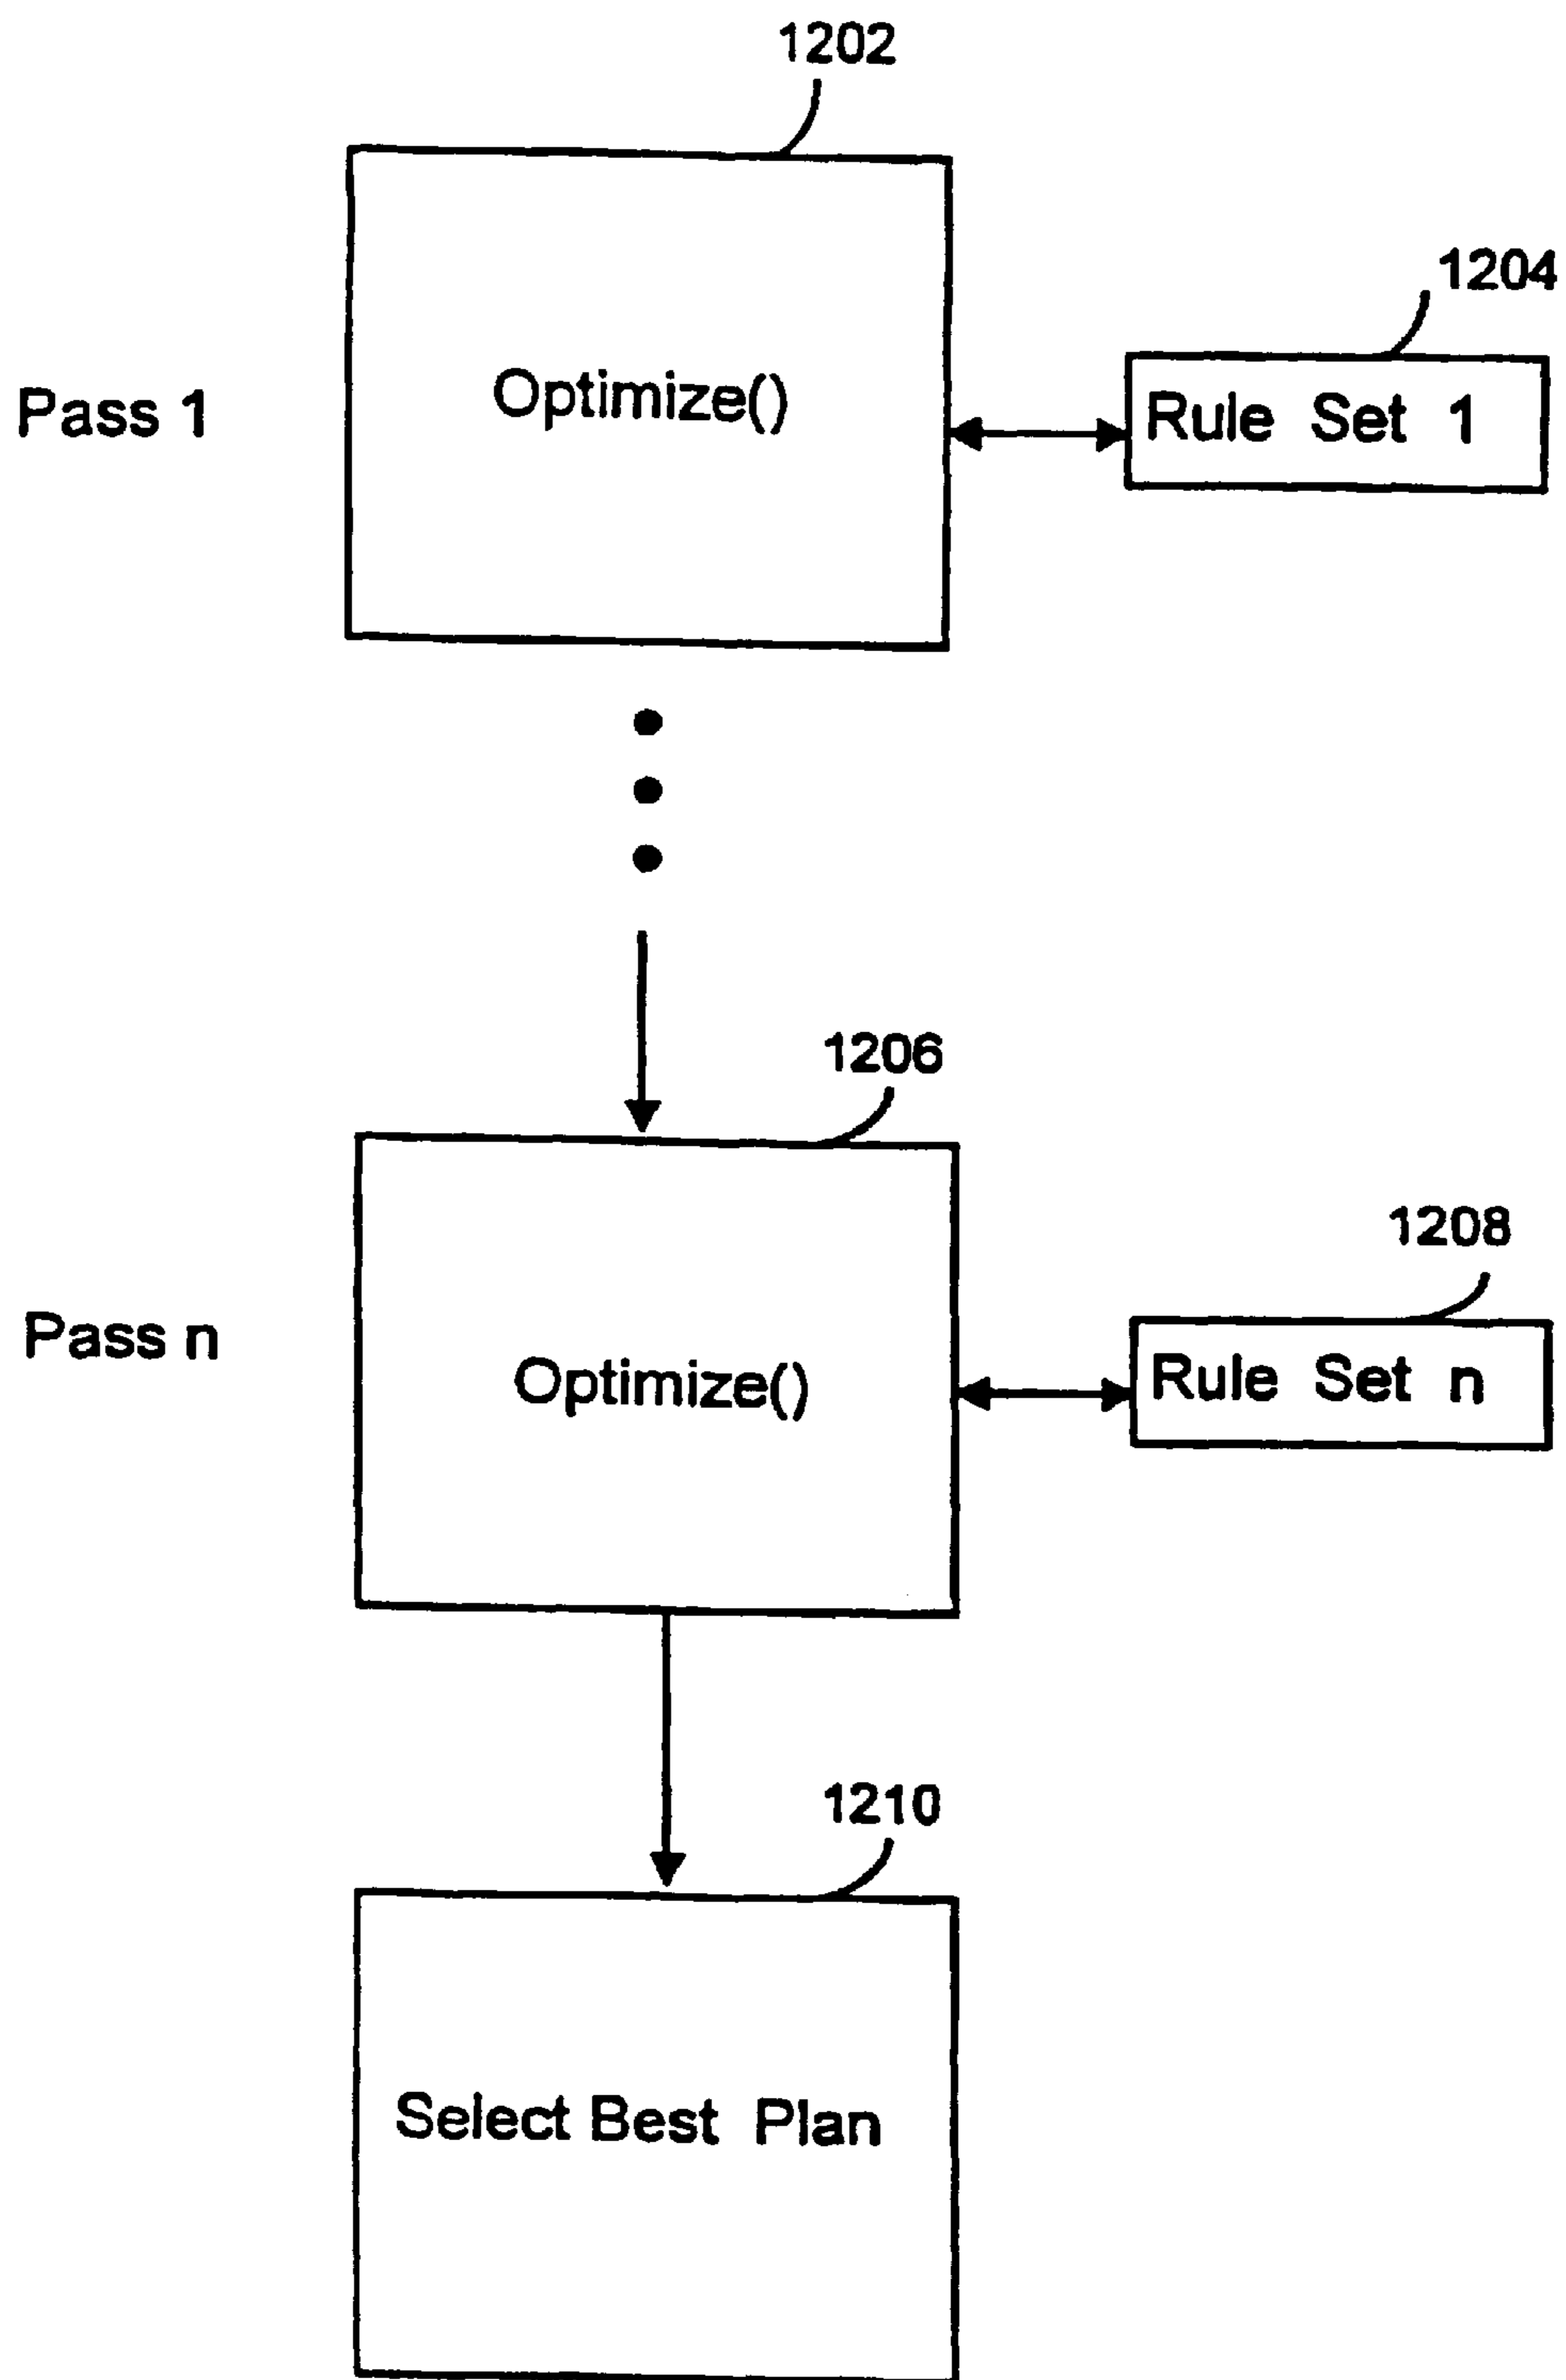 1202
1204
Pass 1
Optimize()
Rule Set 1
1206
1208
Pass n
Optimize()
Rule Set n
1210
Select Best Plan